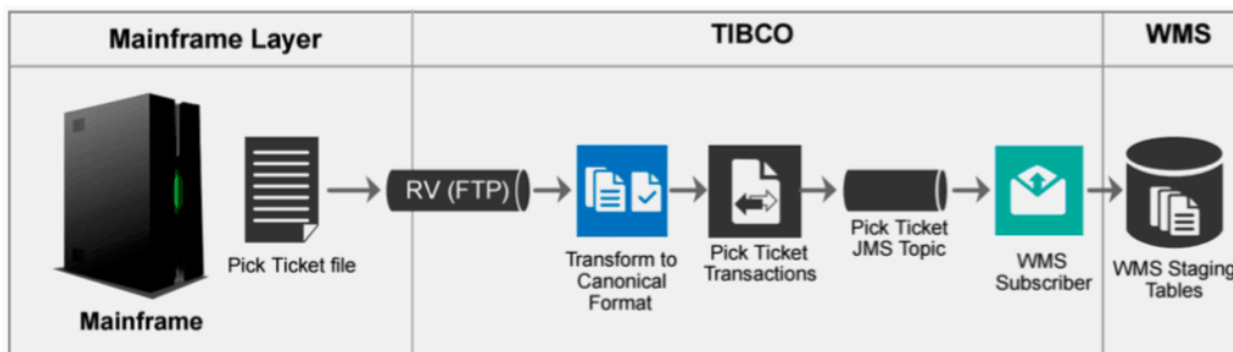 Mainframe Layer
TIBCO
WMS
RV (FTP)
Pick Ticket file
Mainframe
Transform to
Canonical
Format
Pick Ticket
Transactions
Pick Ticket
JMS Topic
WMS
Subscriber
WMS Staging
Tables